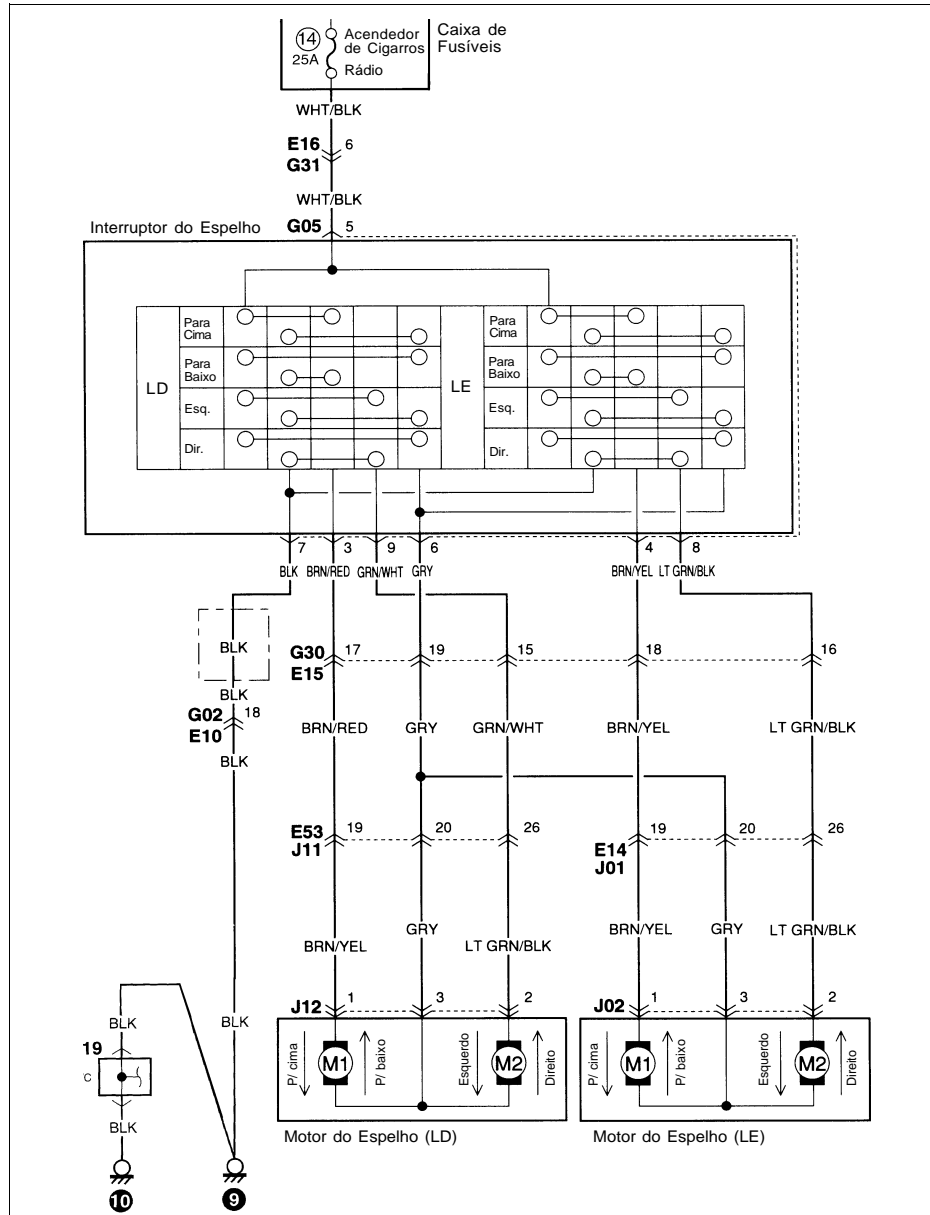 14 Acendedor de Cigarros
25A
Rádio
Caixa de Fusíveis
WHT/BLK
E16 6
G31
WHT/BLK
Interruptor do Espelho
G05 5
LD
Para Cima
Para Baixo
Esq.
Dir.
LE
Para Cima
Para Baixo
Esq.
Dir.
7 3 9 6 4 8
BLK BRN/RED GRN/WHT GRY BRN/YEL LT GRN/BLK
BLK
G30 17 19 15 18 16
E15
BLK
G02 18
E10
BRN/RED GRY GRN/WHT BRN/YEL LT GRN/BLK
BLK
E53 19 20 26
J11
E14 19 20 26
J01
BRN/YEL GRY LT GRN/BLK BRN/YEL GRY LT GRN/BLK
J12 1 3 2
J02 1 3 2
BLK
BLK
19
C
BLK
P/ cima
M1
P/ baixo
Esquerdo
M2
Direito
P/ cima
M1
P/ baixo
Esquerdo
M2
Direito
Motor do Espelho (LD)
Motor do Espelho (LE)
10
9